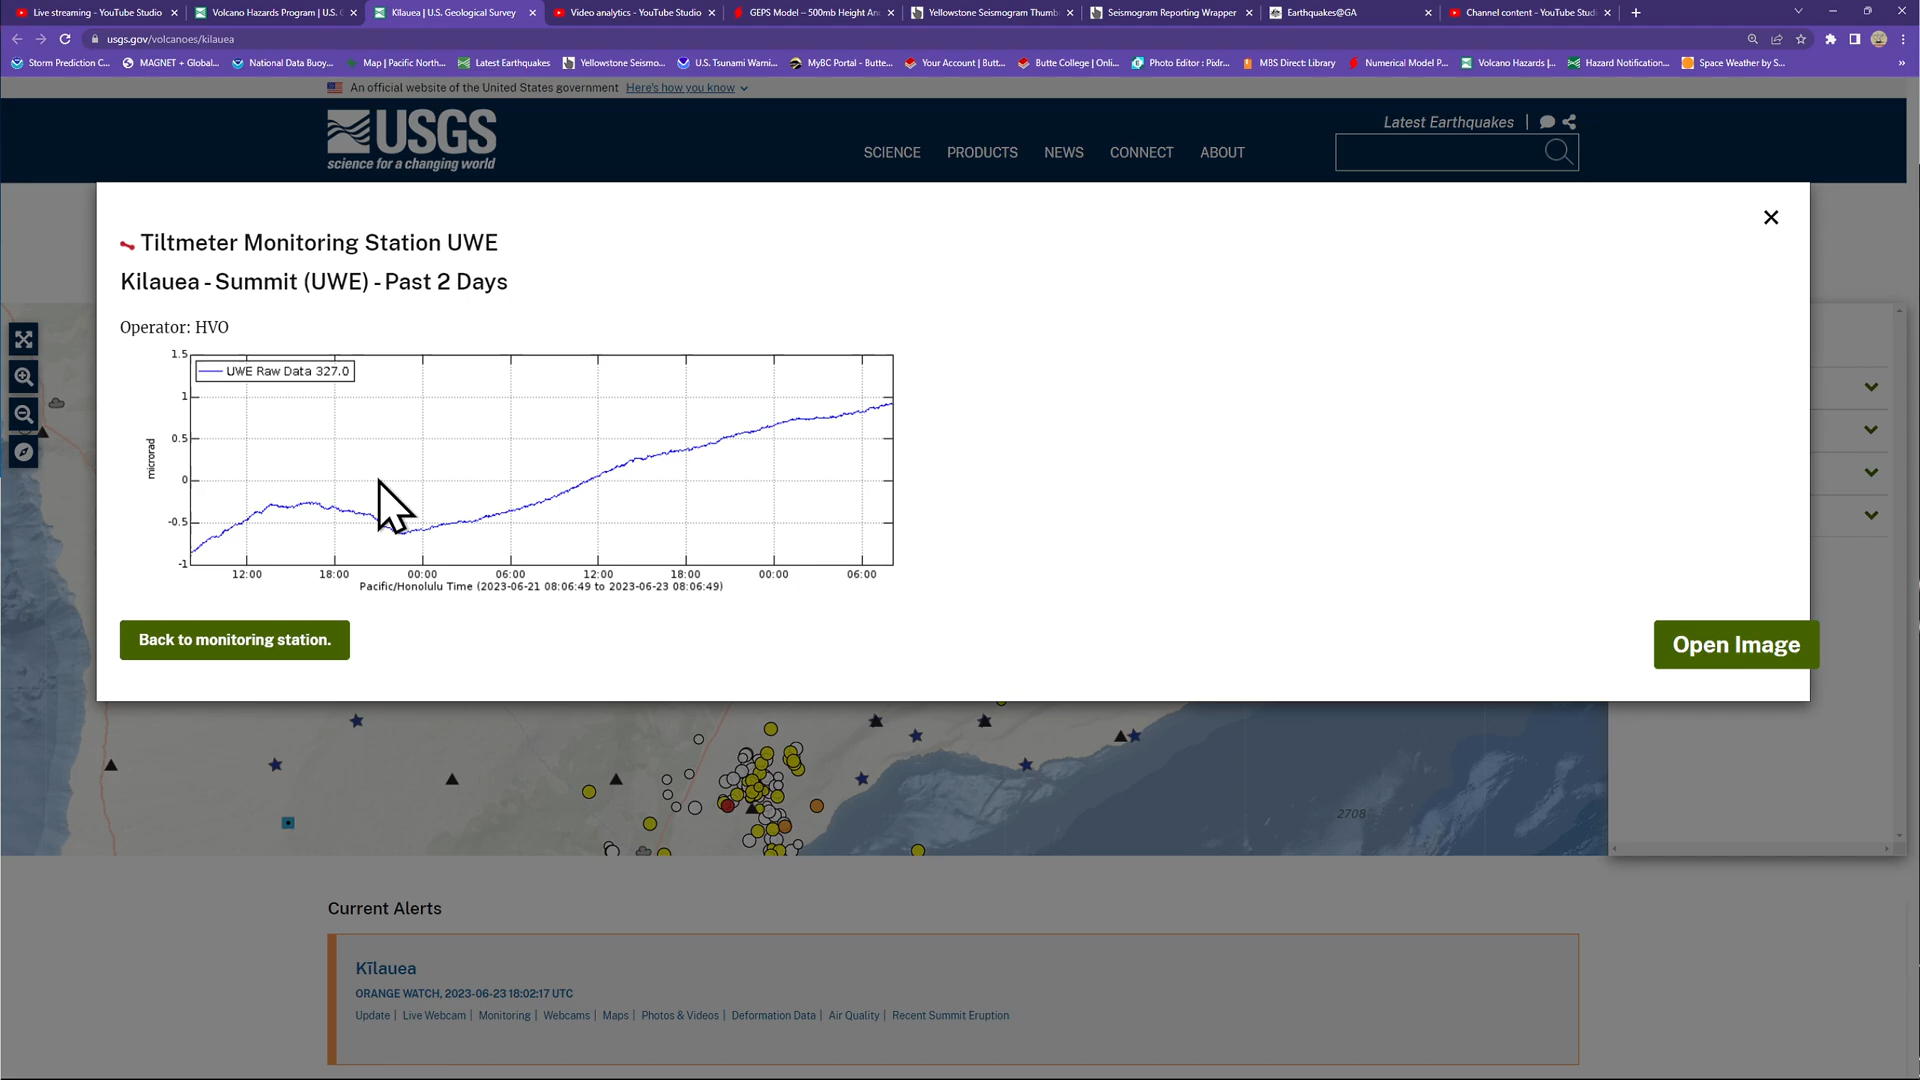 Live streaming - YouTube Studio
Volcano Hazards Program | U.S. G
Kīlauea | U.S. Geological Survey
Video analytics - YouTube Studio
GEPS Model – 500mb Height An
Yellowstone Seismogram Thumb
Seismogram Reporting Wrapper
Earthquakes@GA
Channel content - YouTube Studi
usgs.gov/volcanoes/kilauea
Storm Prediction C...
MAGNET + Global...
National Data Buoy...
Map | Pacific North...
Latest Earthquakes
Yellowstone Seismo...
U.S. Tsunami Warni...
MyBC Portal - Butte...
Your Account | Butt...
Butte College | Onli...
Photo Editor : Pixlr...
MBS Direct: Library
Numerical Model P...
Volcano Hazards |...
Hazard Notification...
Space Weather by S...
An official website of the United States government Here's how you know
USGS
science for a changing world
Latest Earthquakes |
SCIENCE PRODUCTS NEWS CONNECT ABOUT
Tiltmeter Monitoring Station UWE
Kilauea - Summit (UWE) - Past 2 Days
Operator: HVO
UWE Raw Data 327.0
1.5
1
0.5
0
-0.5
-1
microrad
12:00 18:00 00:00 06:00 12:00 18:00 00:00 06:00
Pacific/Honolulu Time (2023-06-21 08:06:49 to 2023-06-23 08:06:49)
Back to monitoring station.
Open Image
2708
Current Alerts
Kīlauea
ORANGE WATCH, 2023-06-23 18:02:17 UTC
Update | Live Webcam | Monitoring | Webcams | Maps | Photos & Videos | Deformation Data | Air Quality | Recent Summit Eruption